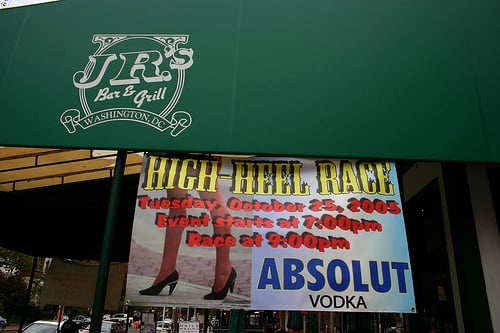 JR.'s
Bar & Grill
WASHINGTON, DC
HIGH-HEEL RACE
Tuesday, October 25, 2005
Event starts at 7:00pm
Race at 9:00pm
ABSOLUT
VODKA